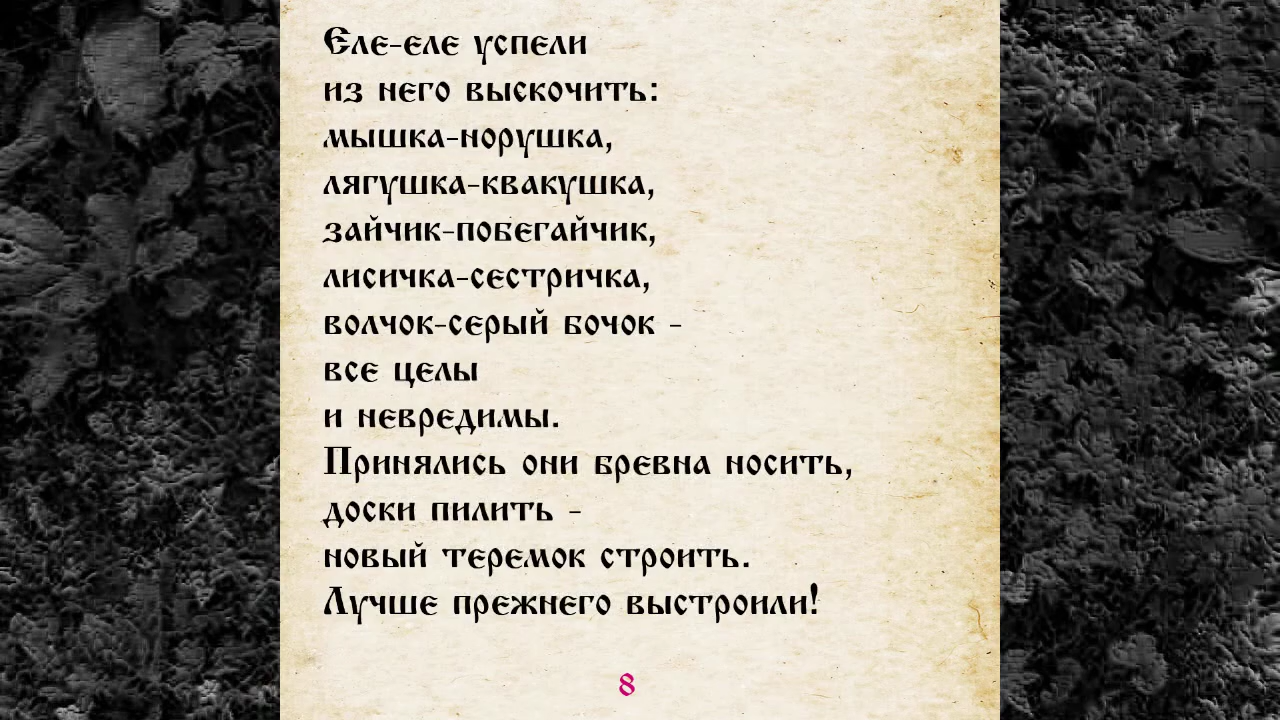 Еле-еле успели
из него выскочить:
мышка-норушка,
лягушка-квакушка,
зайчик-побегайчик,
лисичка-сестричка,
волчок-серый бочок -
все целы
и невредимы.
Принялись они бревна носить,
доски пилить -
новый теремок строить.
Лучше прежнего выстроили!
8